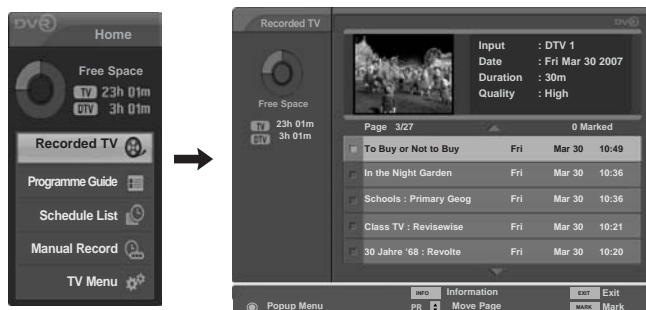 DVR
Home
Free Space
TV 23h 01m
DTV 3h 01m
Recorded TV
Programme Guide
Schedule List
Manual Record
TV Menu
Recorded TV
DVR
Free Space
TV 23h 01m
DTV 3h 01m
Input : DTV 1
Date : Fri Mar 30 2007
Duration : 30m
Quality : High
Page 3/27 0 Marked
To Buy or Not to Buy Fri Mar 30 10:49
In the Night Garden Fri Mar 30 10:36
Schools : Primary Geog Fri Mar 30 10:36
Class TV : Revisewise Fri Mar 30 10:21
30 Jahre ‘68 : Revolte Fri Mar 30 10:20
INFO Information EXIT Exit
Popup Menu PR Move Page MARK Mark